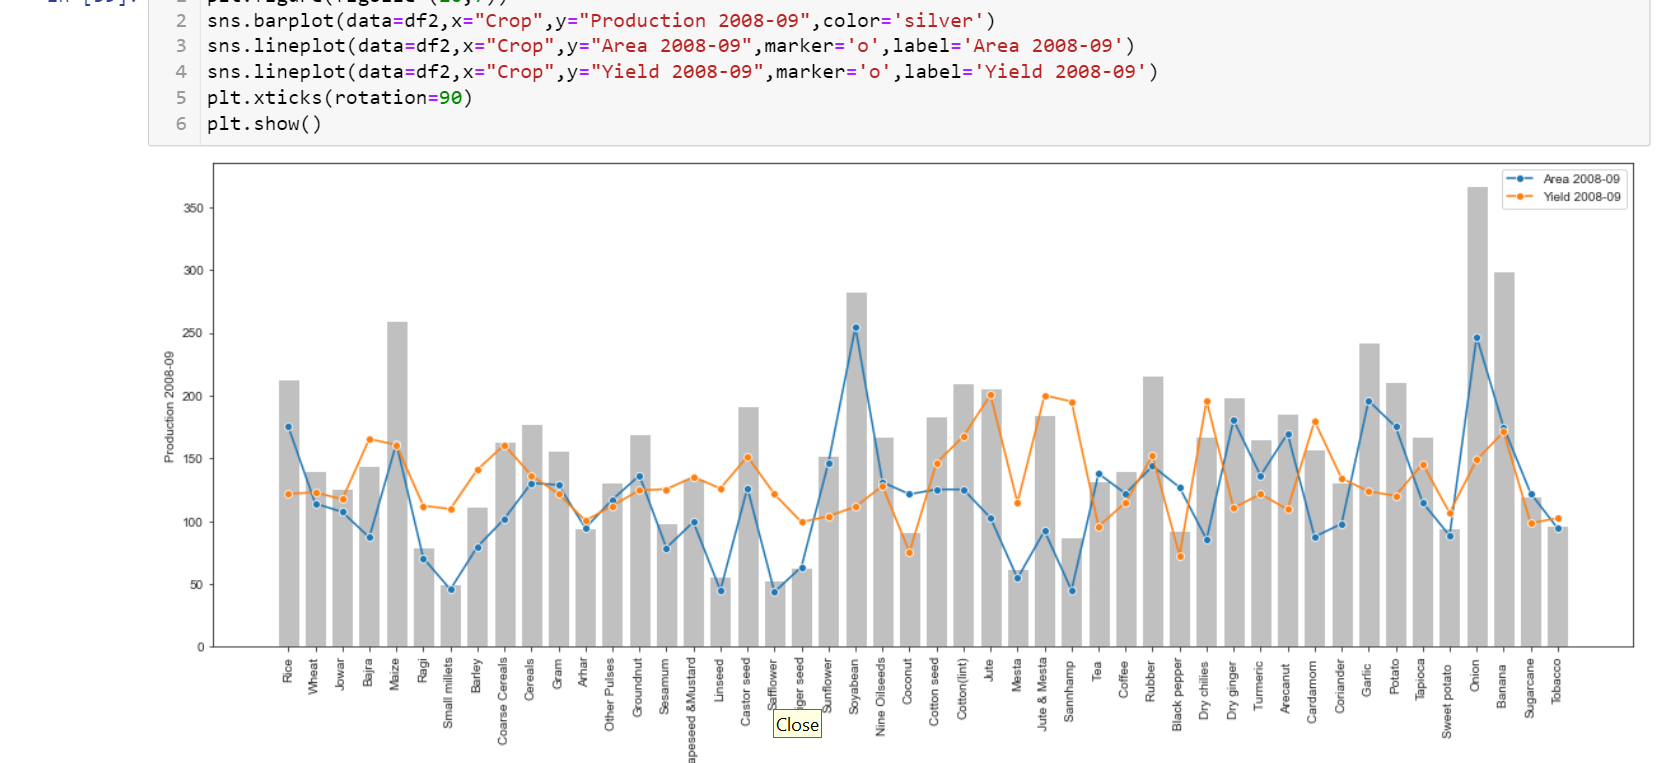 2 sns.barplot(data=df2,x="Crop",y="Production 2008-09",color='silver')
3 sns.lineplot(data=df2,x="Crop",y="Area 2008-09",marker='o',label='Area 2008-09')
4 sns.lineplot(data=df2,x="Crop",y="Yield 2008-09",marker='o',label='Yield 2008-09')
5 plt.xticks(rotation=90)
6 plt.show()
Area 2008-09
Yield 2008-09
Production 2008-09
350
300
250
200
150
100
50
0
Rice
Wheat
Jowar
Bajra
Maize
Ragi
Small millets
Barley
Coarse Cereals
Cereals
Gram
Arhar
Other Pulses
Groundnut
Sesamum
apeseed &Mustard
Linseed
Castor seed
Safflower
iger seed
Sunflower
Soyabean
Nine Oilseeds
Coconut
Cotton seed
Cotton(lint)
Jute
Mesta
Jute & Mesta
Sannhamp
Tea
Coffee
Rubber
Black pepper
Dry chilies
Dry ginger
Turmeric
Arecanut
Cardamom
Coriander
Garlic
Potato
Tapioca
Sweet potato
Onion
Banana
Sugarcane
Tobacco
Close